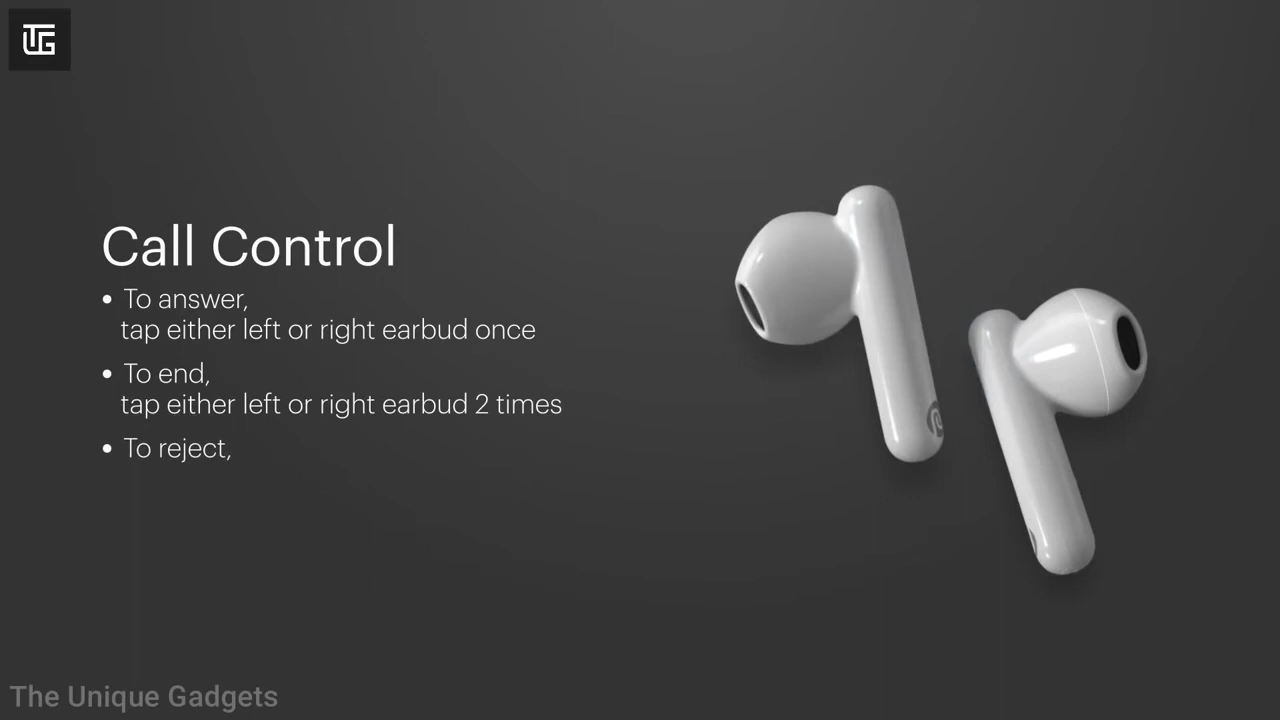 TUG
Call Control
• To answer,
tap either left or right earbud once
• To end,
tap either left or right earbud 2 times
• To reject,
The Unique Gadgets